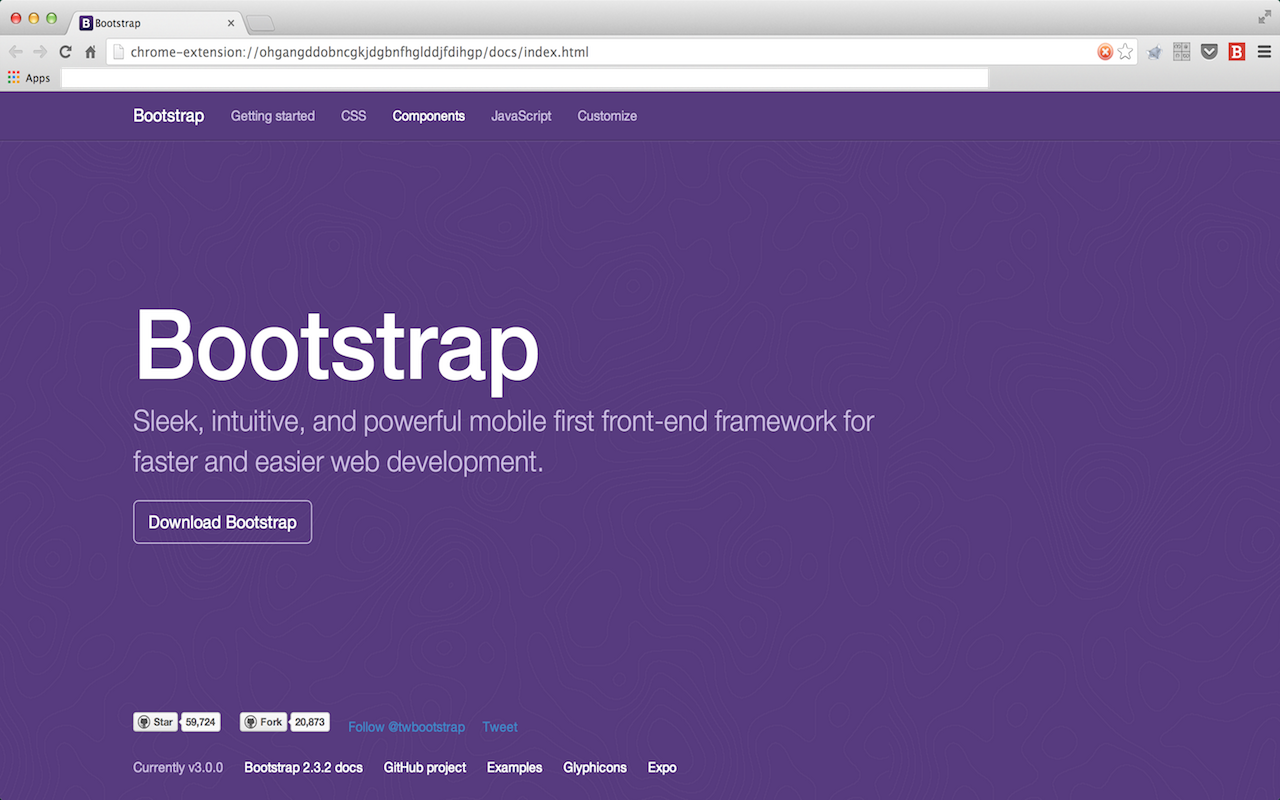 Bootstrap
chrome-extension://ohgangddobncgkjdgbnfhglddjfdihgp/docs/index.html
B
Apps
Bootstrap Getting started CSS Components JavaScript Customize
Bootstrap
Sleek, intuitive, and powerful mobile first front-end framework for
faster and easier web development.
Download Bootstrap
Star 59,724 Fork 20,873 Follow @twbootstrap Tweet
Currently v3.0.0 Bootstrap 2.3.2 docs GitHub project Examples Glyphicons Expo